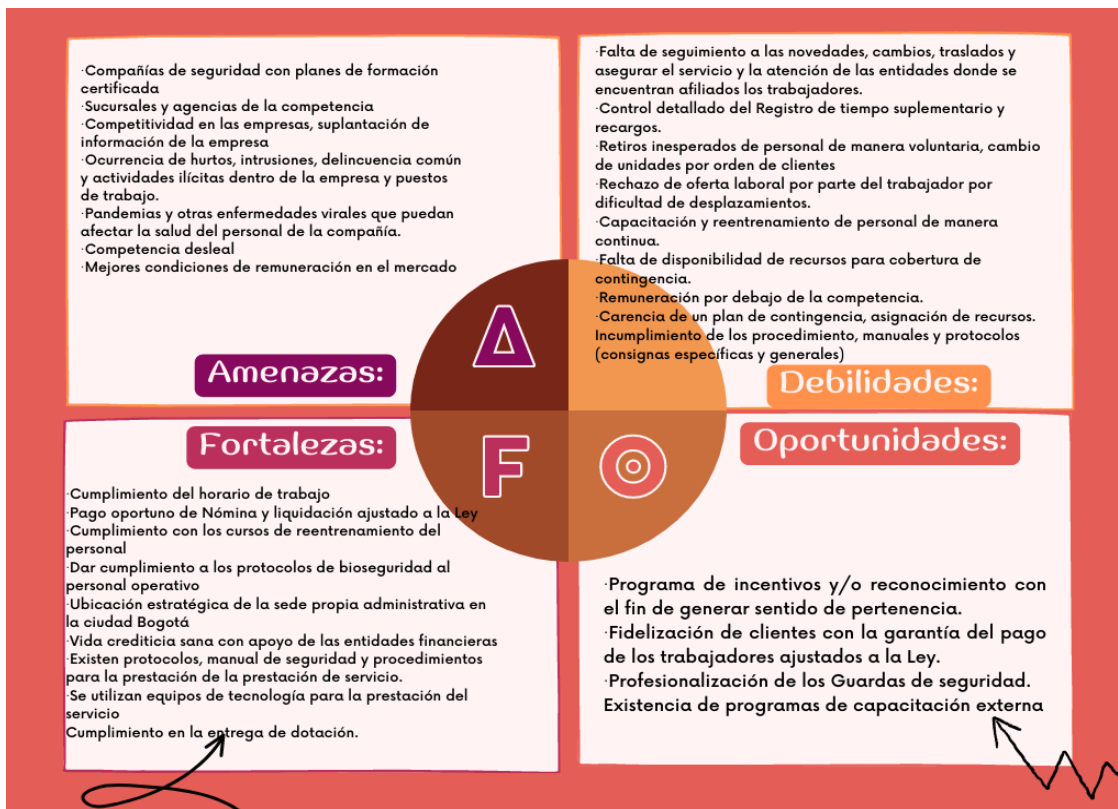 ·Compañías de seguridad con planes de formación
certificada
·Sucursales y agencias de la competencia
·Competitividad en las empresas, suplantación de
información de la empresa
·Ocurrencia de hurtos, intrusiones, delincuencia común
y actividades ilícitas dentro de la empresa y puestos
de trabajo.
·Pandemias y otras enfermedades virales que puedan
afectar la salud del personal de la compañía.
·Competencia desleal
·Mejores condiciones de remuneración en el mercado
Amenazas:
·Falta de seguimiento a las novedades, cambios, traslados y
asegurar el servicio y la atención de las entidades donde se
encuentran afiliados los trabajadores.
·Control detallado del Registro de tiempo suplementario y
recargos.
·Retiros inesperados de personal de manera voluntaria, cambio
de unidades por orden de clientes
·Rechazo de oferta laboral por parte del trabajador por
dificultad de desplazamientos.
·Capacitación y reentrenamiento de personal de manera
continua.
·Falta de disponibilidad de recursos para cobertura de
contingencia.
·Remuneración por debajo de la competencia.
·Carencia de un plan de contingencia, asignación de recursos.
Incumplimiento de los procedimiento, manuales y protocolos
(consignas específicas y generales)
Debilidades:
A
F
O
Fortalezas:
·Cumplimiento del horario de trabajo
·Pago oportuno de Nómina y liquidación ajustado a la Ley
·Cumplimiento con los cursos de reentrenamiento del
personal
·Dar cumplimiento a los protocolos de bioseguridad al
personal operativo
·Ubicación estratégica de la sede propia administrativa en
la ciudad Bogotá
·Vida crediticia sana con apoyo de las entidades financieras
·Existen protocolos, manual de seguridad y procedimientos
para la prestación de la prestación de servicio.
·Se utilizan equipos de tecnología para la prestación del
servicio
Cumplimiento en la entrega de dotación.
Oportunidades:
·Programa de incentivos y/o reconocimiento con
el fin de generar sentido de pertenencia.
·Fidelización de clientes con la garantía del pago
de los trabajadores ajustados a la Ley.
·Profesionalización de los Guardas de seguridad.
Existencia de programas de capacitación externa